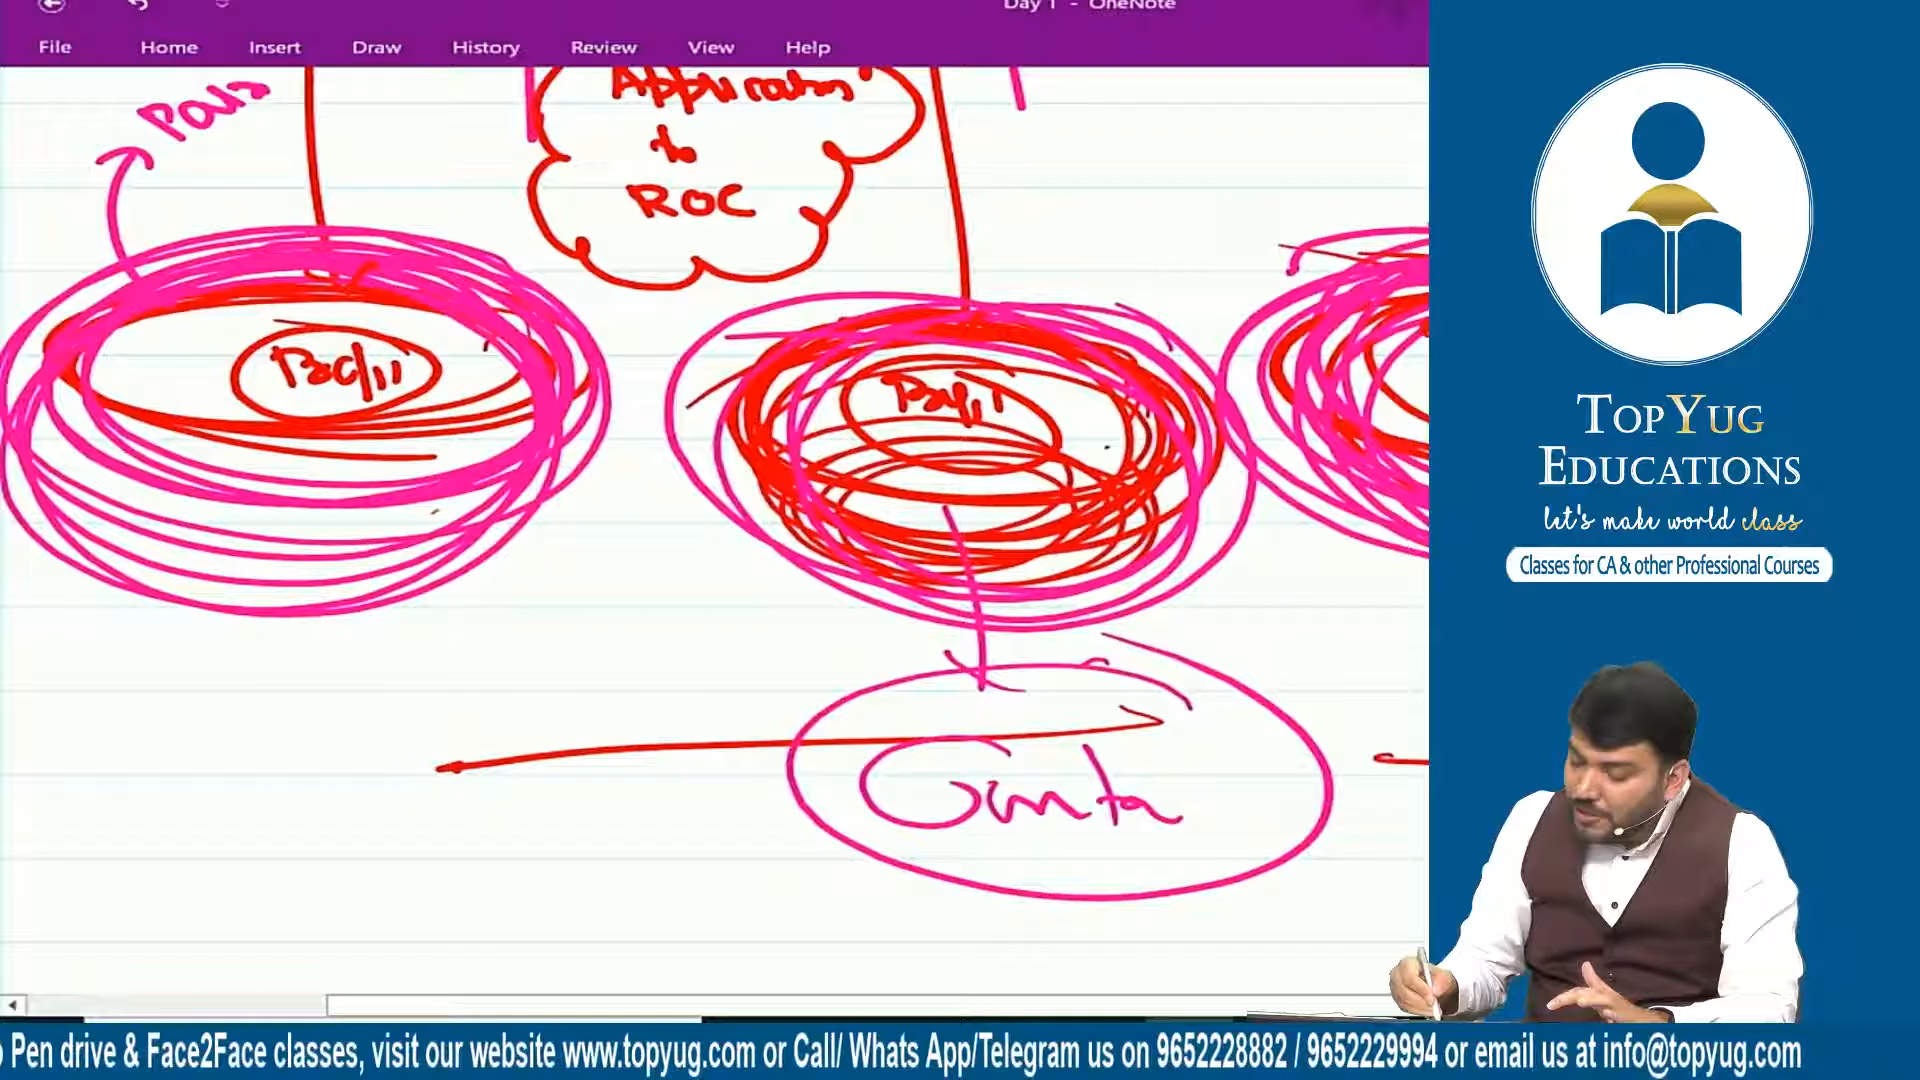 Day 1 - OneNote
File Home Insert Draw History Review View Help
to
ROC
TOPYUG
EDUCATIONS
let's make world class
Classes for CA & other Professional Courses
Pen drive & Face2Face classes, visit our website www.topyug.com or Call/ Whats App/Telegram us on 9652228882 / 9652229994 or email us at info@topyug.com